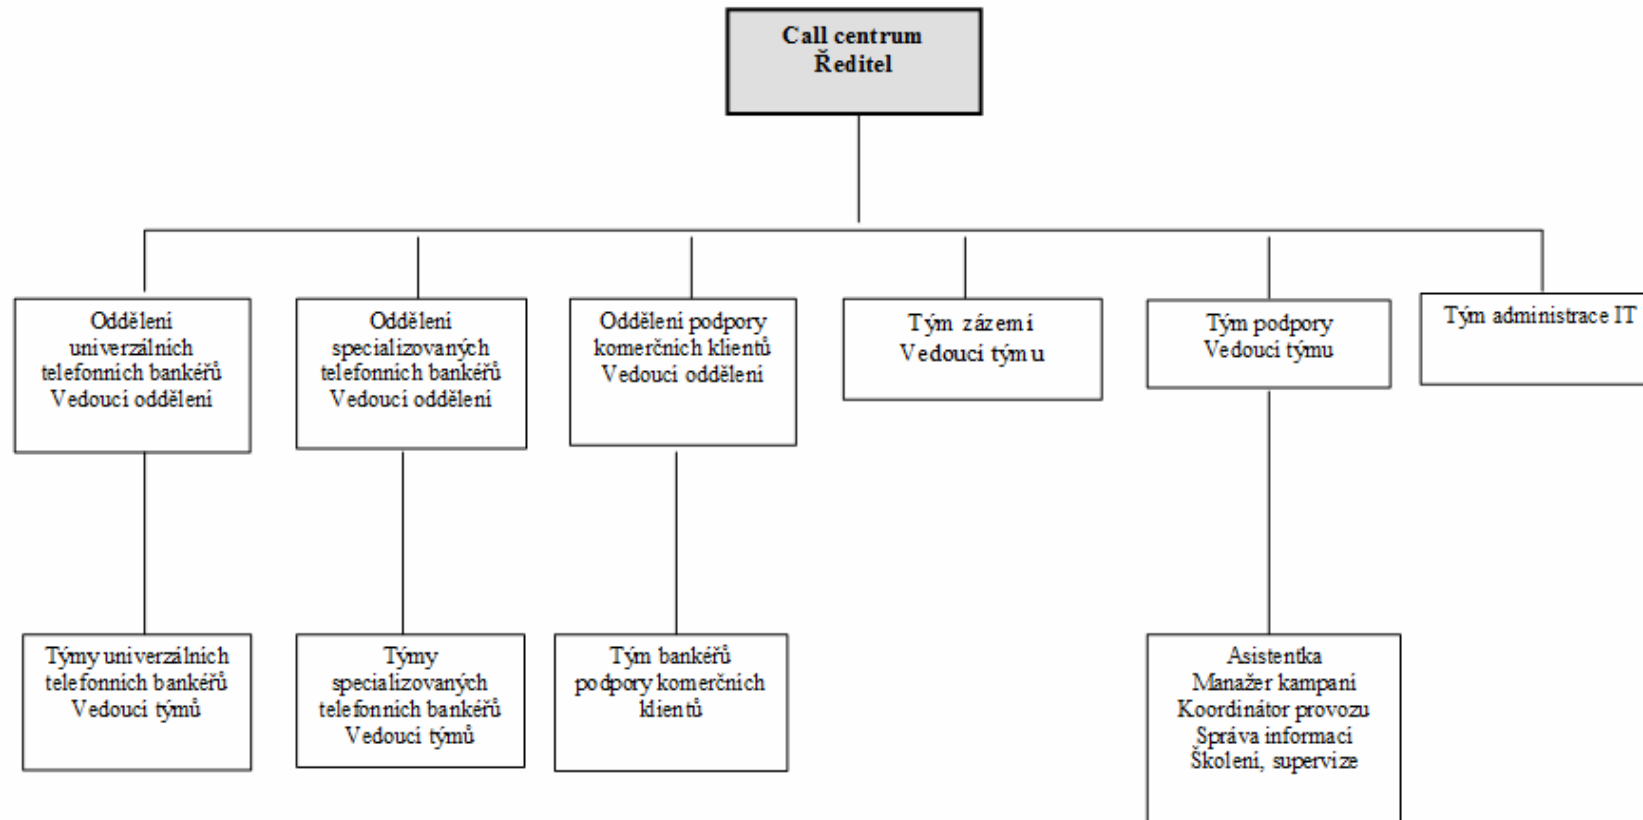 Call centrum
Ředitel
Oddělení
univerzálních
telefonních bankéřů
Vedoucí oddělení
Oddělení
specializovaných
telefonních bankéřů
Vedoucí oddělení
Oddělení podpory
komerčních klientů
Vedoucí oddělení
Tým zázemí
Vedoucí týmu
Tým podpory
Vedoucí týmu
Tým administrace IT
Týmy univerzálních
telefonních bankéřů
Vedoucí týmů
Týmy
specializovaných
telefonních bankéřů
Vedoucí týmů
Tým bankéřů
podpory komerčních
klientů
Asistentka
Manažer kampaní
Koordinátor provozu
Správa informací
Školení, supervize